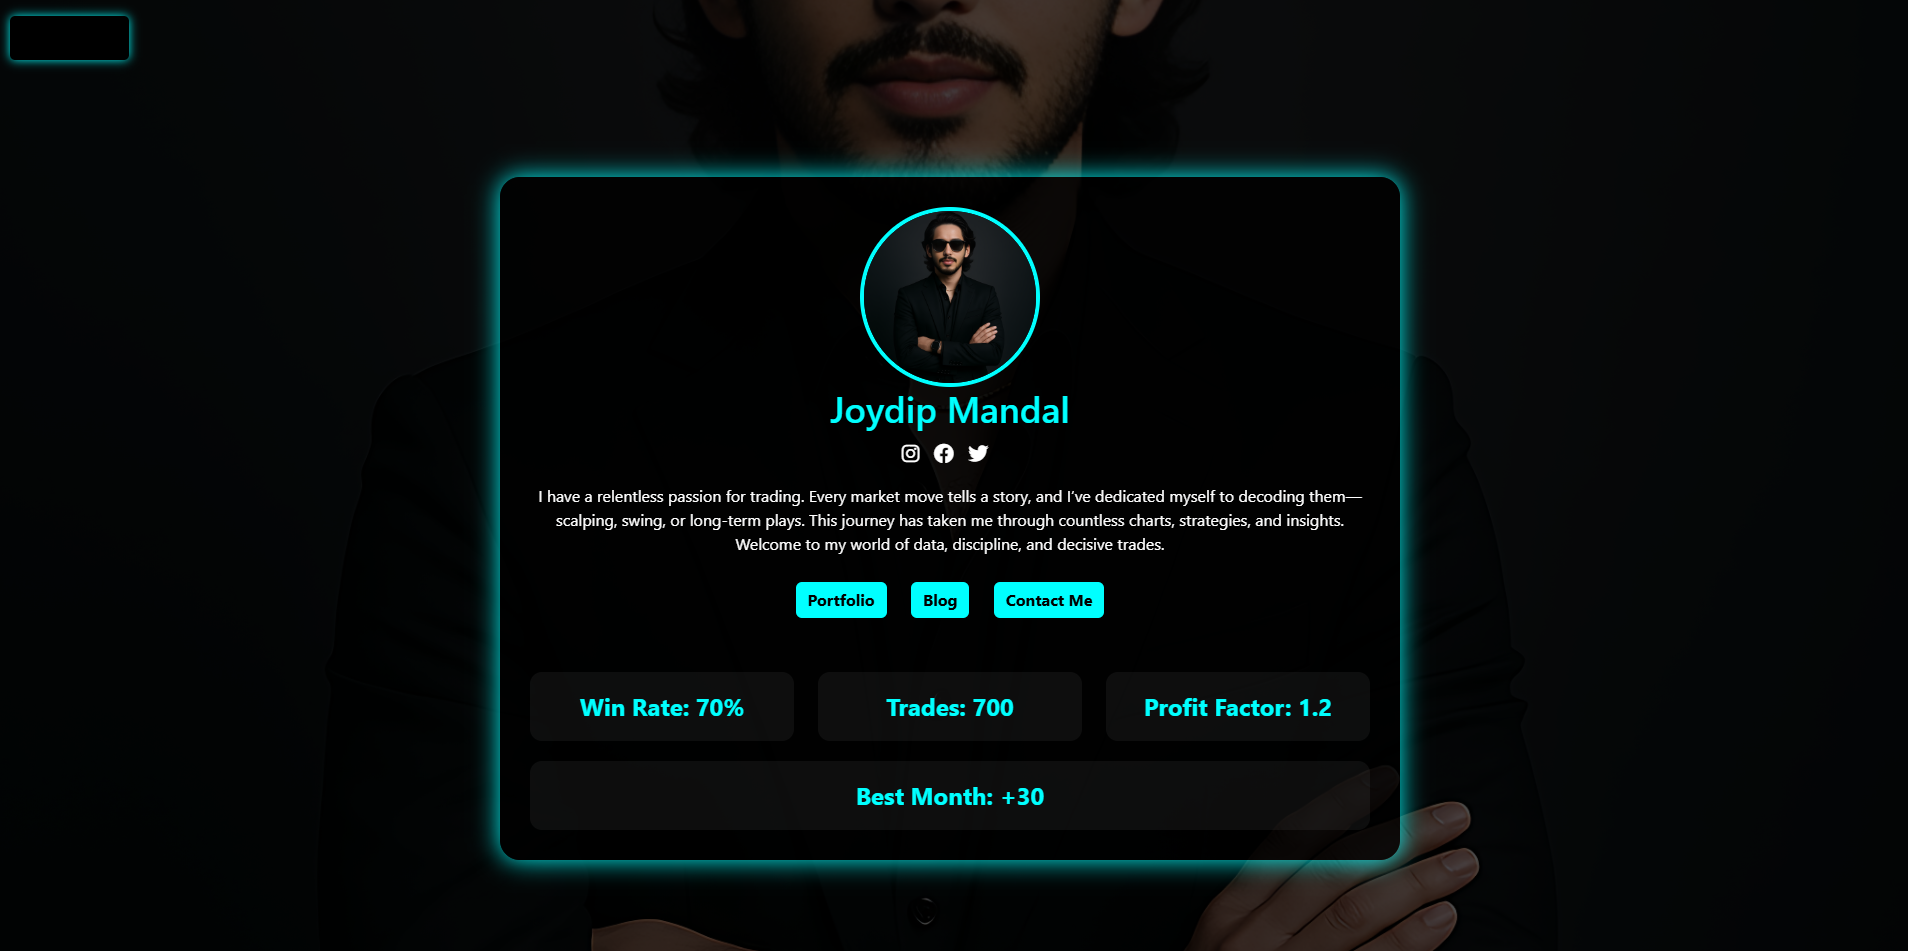 Joydip Mandal
I have a relentless passion for trading. Every market move tells a story, and I’ve dedicated myself to decoding them—
scalping, swing, or long-term plays. This journey has taken me through countless charts, strategies, and insights.
Welcome to my world of data, discipline, and decisive trades.
Portfolio Blog Contact Me
Win Rate: 70% Trades: 700 Profit Factor: 1.2
Best Month: +30